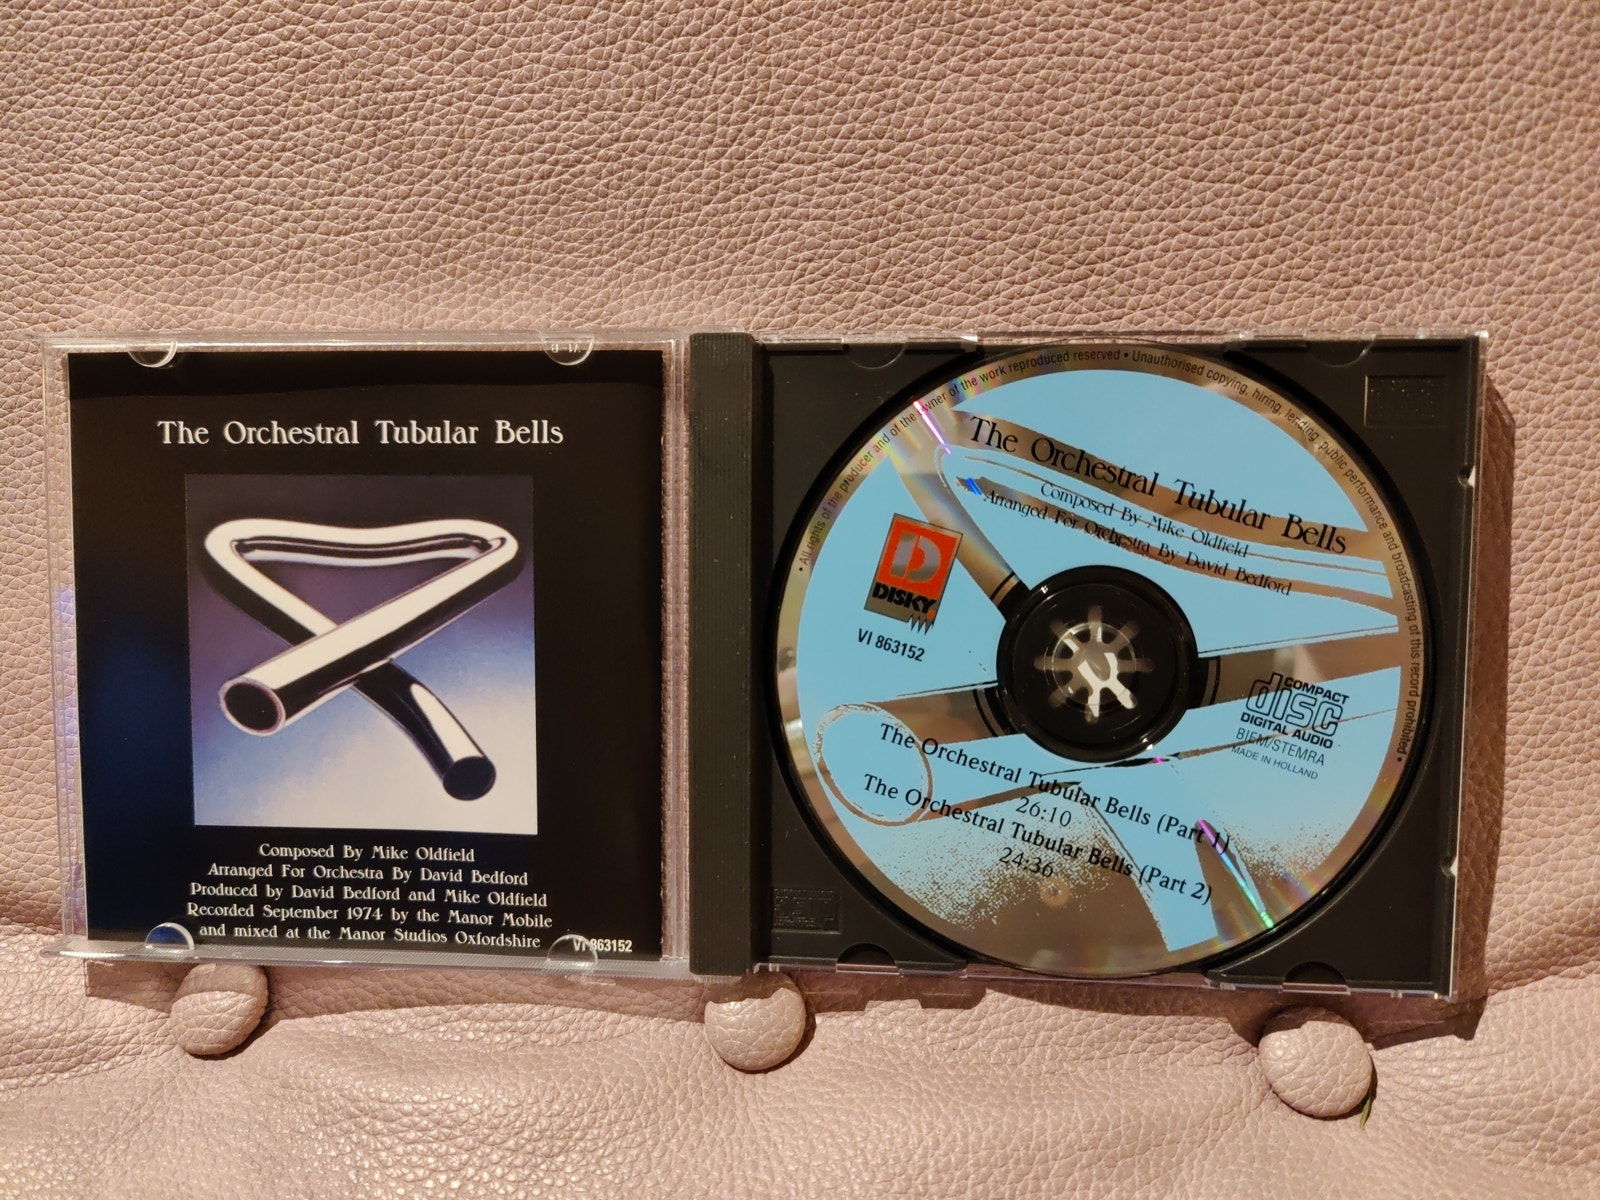 The Orchestral Tubular Bells
Composed By Mike Oldfield
Arranged For Orchestra By David Bedford
Produced by David Bedford and Mike Oldfield
Recorded September 1974 by the Manor Mobile
and mixed at the Manor Studios Oxfordshire
VI 863152
• All rights of the producer and of the owner of the work reproduced reserved • Unauthorised copying, hiring, lending, public performance and broadcasting of this record prohibited •
The Orchestral Tubular Bells
Composed By Mike Oldfield
Arranged For Orchestra By David Bedford
D
DISKY
VI 863152
COMPACT
disc
DIGITAL AUDIO
BIEM/STEMRA
MADE IN HOLLAND
The Orchestral Tubular Bells (Part 1)
26:10
The Orchestral Tubular Bells (Part 2)
24:36